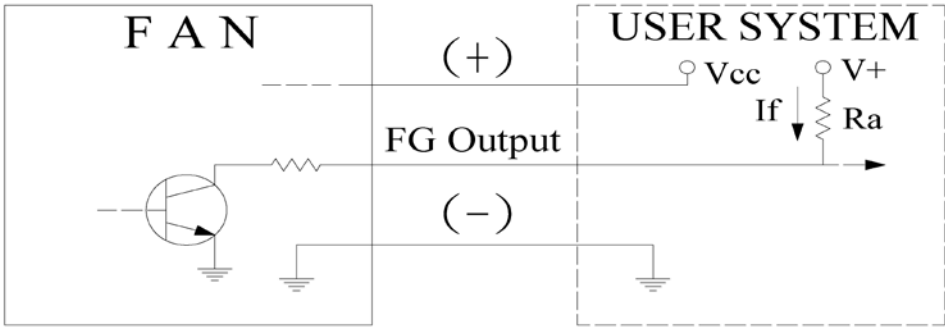 F A N
USER SYSTEM
(+)
Vcc
V+
If
Ra
FG Output
(-)